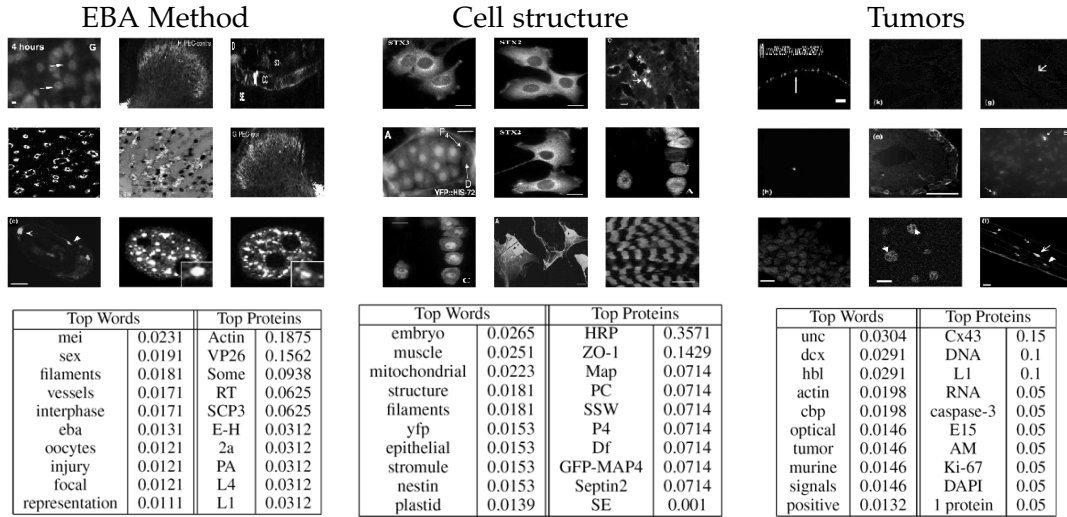 EBA Method
Cell structure
Tumors
4 hours
G
H PEC-contra
D
CC
STX3
STX2
(k)
(g)
A
P4
D
YFP::HIS-72
STX2
A
G PEC-ipsi
(h)
(e)
(c)
C
A
(f)
Top Words Top Proteins
mei 0.0231 Actin 0.1875
sex 0.0191 VP26 0.1562
filaments 0.0181 Some 0.0938
vessels 0.0171 RT 0.0625
interphase 0.0171 SCP3 0.0625
eba 0.0131 E-H 0.0312
oocytes 0.0121 2a 0.0312
injury 0.0121 PA 0.0312
focal 0.0121 L4 0.0312
representation 0.0111 L1 0.0312
Top Words Top Proteins
embryo 0.0265 HRP 0.3571
muscle 0.0251 ZO-1 0.1429
mitochondrial 0.0223 Map 0.0714
structure 0.0181 PC 0.0714
filaments 0.0181 SSW 0.0714
yfp 0.0153 P4 0.0714
epithelial 0.0153 Df 0.0714
stromule 0.0153 GFP-MAP4 0.0714
nestin 0.0153 Septin2 0.0714
plastid 0.0139 SE 0.001
Top Words Top Proteins
unc 0.0304 Cx43 0.15
dcx 0.0291 DNA 0.1
hbl 0.0291 L1 0.1
actin 0.0198 RNA 0.05
cbp 0.0198 caspase-3 0.05
optical 0.0146 E15 0.05
tumor 0.0146 AM 0.05
murine 0.0146 Ki-67 0.05
signals 0.0146 DAPI 0.05
positive 0.0132 1 protein 0.05